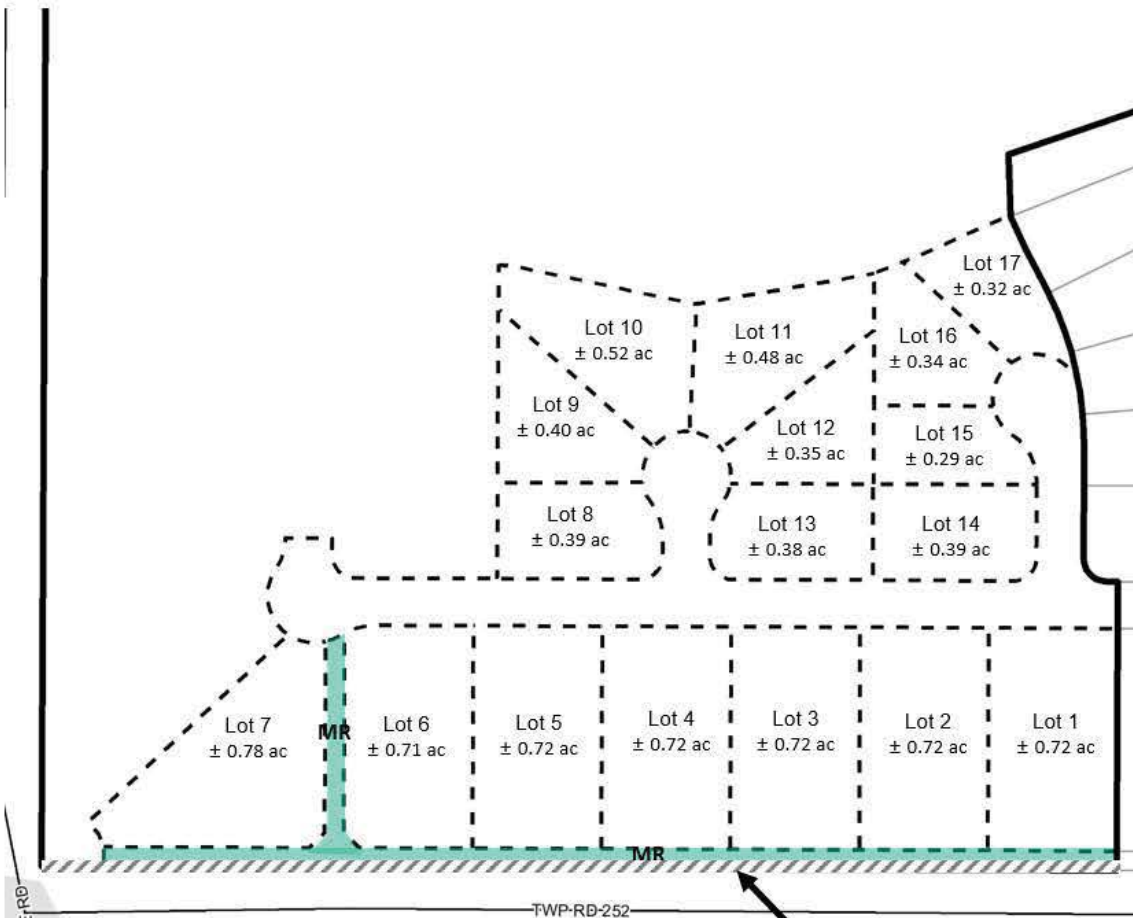 Lot 17
± 0.32 ac
Lot 10
± 0.52 ac
Lot 11
± 0.48 ac
Lot 16
± 0.34 ac
Lot 9
± 0.40 ac
Lot 12
± 0.35 ac
Lot 15
± 0.29 ac
Lot 8
± 0.39 ac
Lot 13
± 0.38 ac
Lot 14
± 0.39 ac
Lot 7
± 0.78 ac
MR
Lot 6
± 0.71 ac
Lot 5
± 0.72 ac
Lot 4
± 0.72 ac
Lot 3
± 0.72 ac
Lot 2
± 0.72 ac
Lot 1
± 0.72 ac
MR
RD
TWP-RD-252